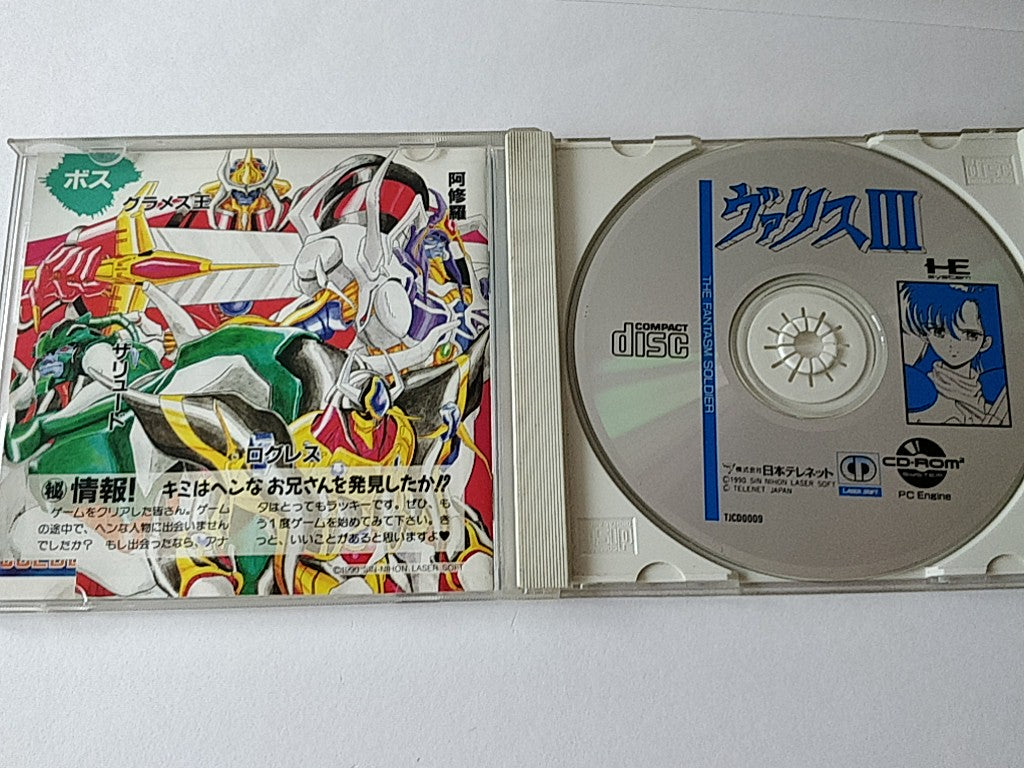 ボス
グラメス王
阿修羅
ザリュード
ログレス
㊙情報! キミはヘンなお兄さんを発見したか!?
ゲームをクリアした皆さん。ゲーム
の途中で、ヘンな人物に出会いません
でしたか? もし出会ったなら、アナ
タはとってもラッキーです。ぜひ、も
う1度ゲームを始めてみて下さい。き
っと、いいことがあると思いますよ♥
©1990 SIN-NIHON LASER SOFT
ヴァリスIII
THE FANTASM SOLDIER
HE
system
COMPACT
disc
株式会社日本テレネット
©1990 SIN NIHON LASER SOFT
©TELENET JAPAN
LASER SOFT
CD-ROM²
PC Engine
TJCD0009